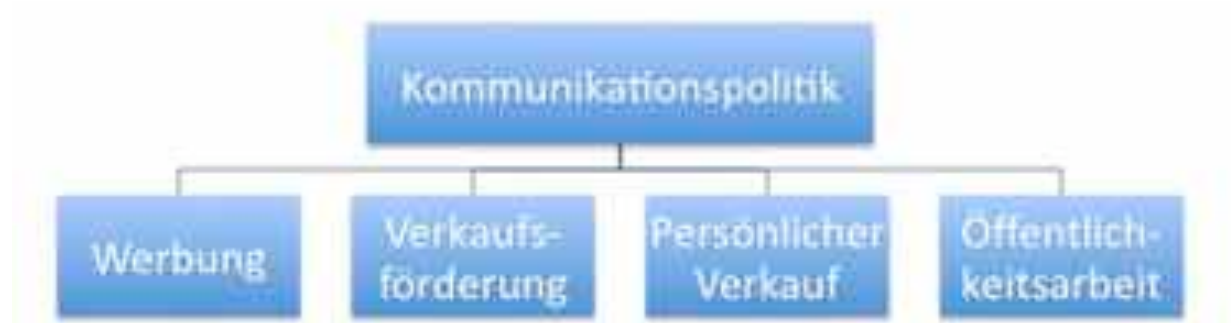 Kommunikationspolitik
Werbung
Verkaufs-
förderung
Persönlicher
Verkauf
Öffentlich-
keitsarbeit